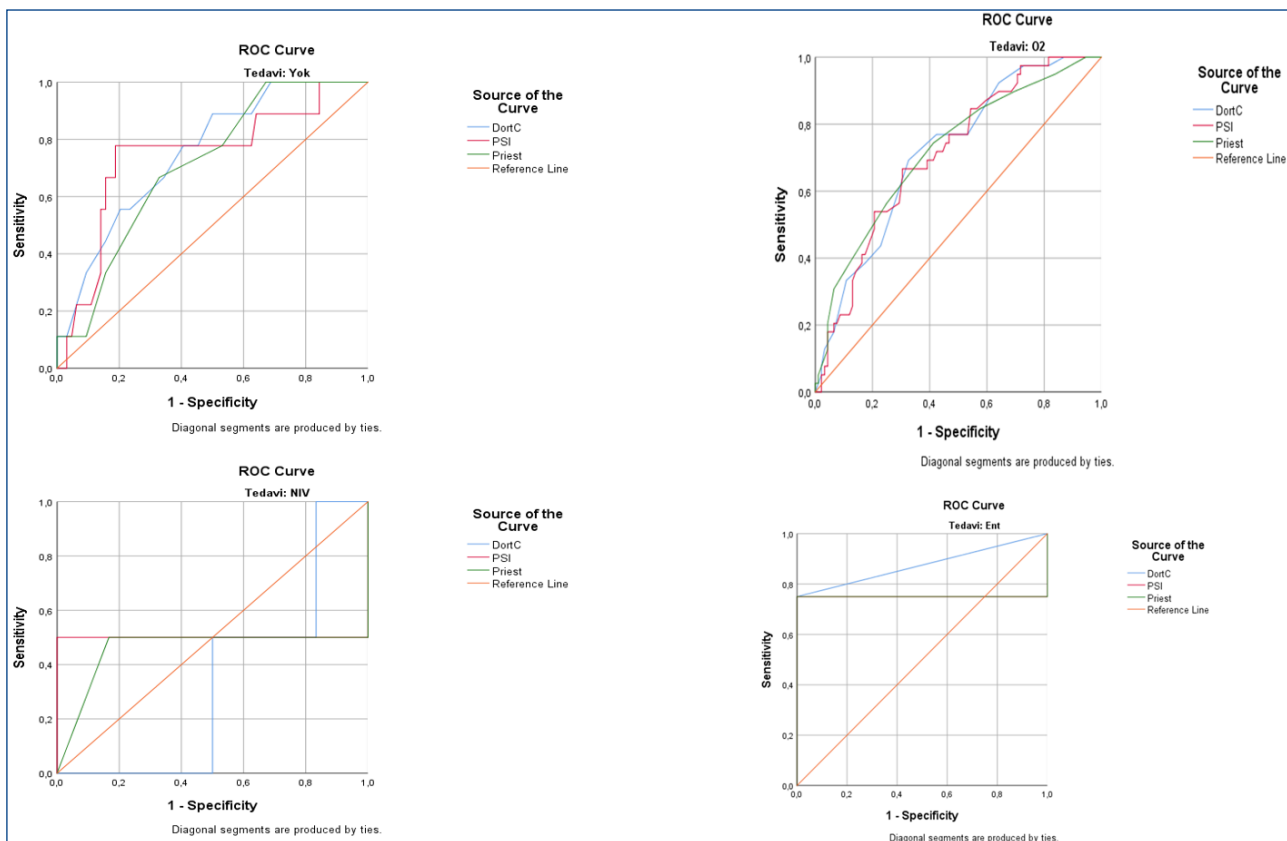 ROC Curve
Tedavi: Yok
1,0
0,8
0,6
0,4
0,2
0,0
Sensitivity
0,0 0,2 0,4 0,6 0,8 1,0
1 - Specificity
Diagonal segments are produced by ties.
Source of the
Curve
DortC
PSI
Priest
Reference Line
ROC Curve
Tedavi: O2
1,0
0,8
0,6
0,4
0,2
0,0
Sensitivity
0,0 0,2 0,4 0,6 0,8 1,0
1 - Specificity
Diagonal segments are produced by ties.
Source of the
Curve
DortC
PSI
Priest
Reference Line
ROC Curve
Tedavi: NIV
1,0
0,8
0,6
0,4
0,2
0,0
Sensitivity
0,0 0,2 0,4 0,6 0,8 1,0
1 - Specificity
Diagonal segments are produced by ties.
Source of the
Curve
DortC
PSI
Priest
Reference Line
ROC Curve
Tedavi: Ent
1,0
0,8
0,6
0,4
0,2
0,0
Sensitivity
0,0 0,2 0,4 0,6 0,8 1,0
1 - Specificity
Diagonal segments are produced by ties.
Source of the
Curve
DortC
PSI
Priest
Reference Line